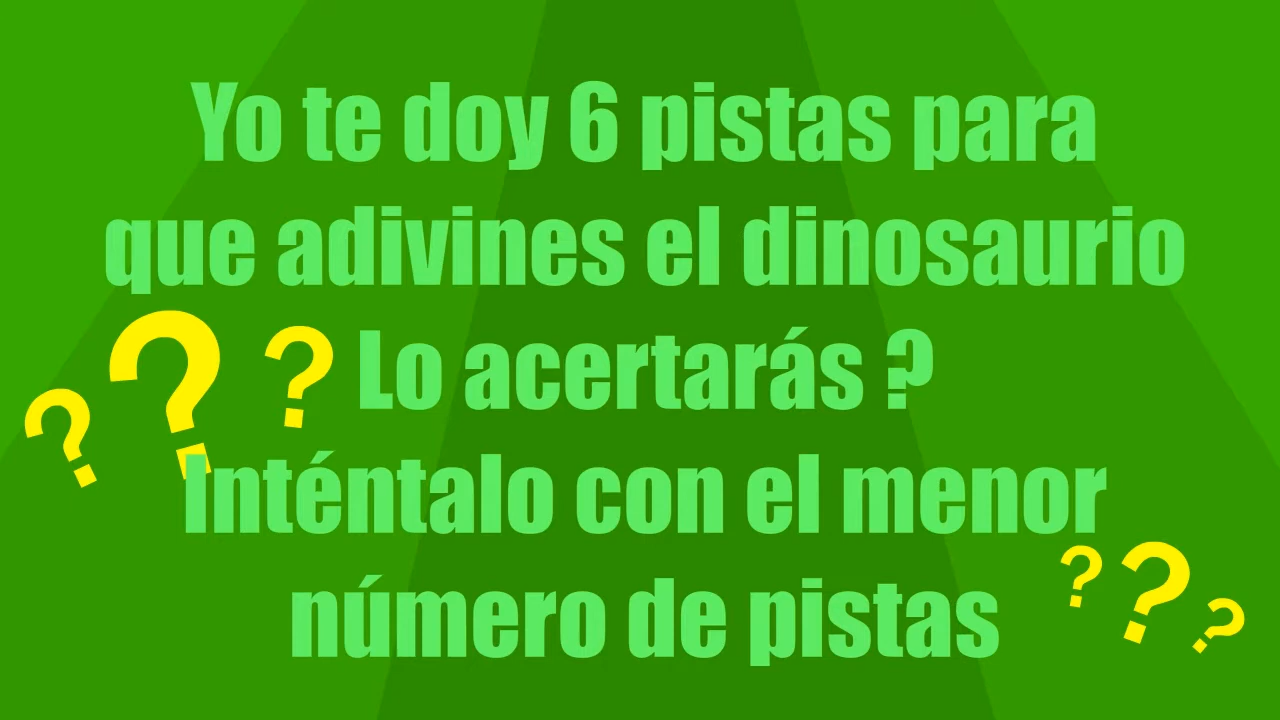 Yo te doy 6 pistas para
que adivines el dinosaurio
Lo acertarás ?
Inténtalo con el menor
número de pistas
? ? ?
? ? ?